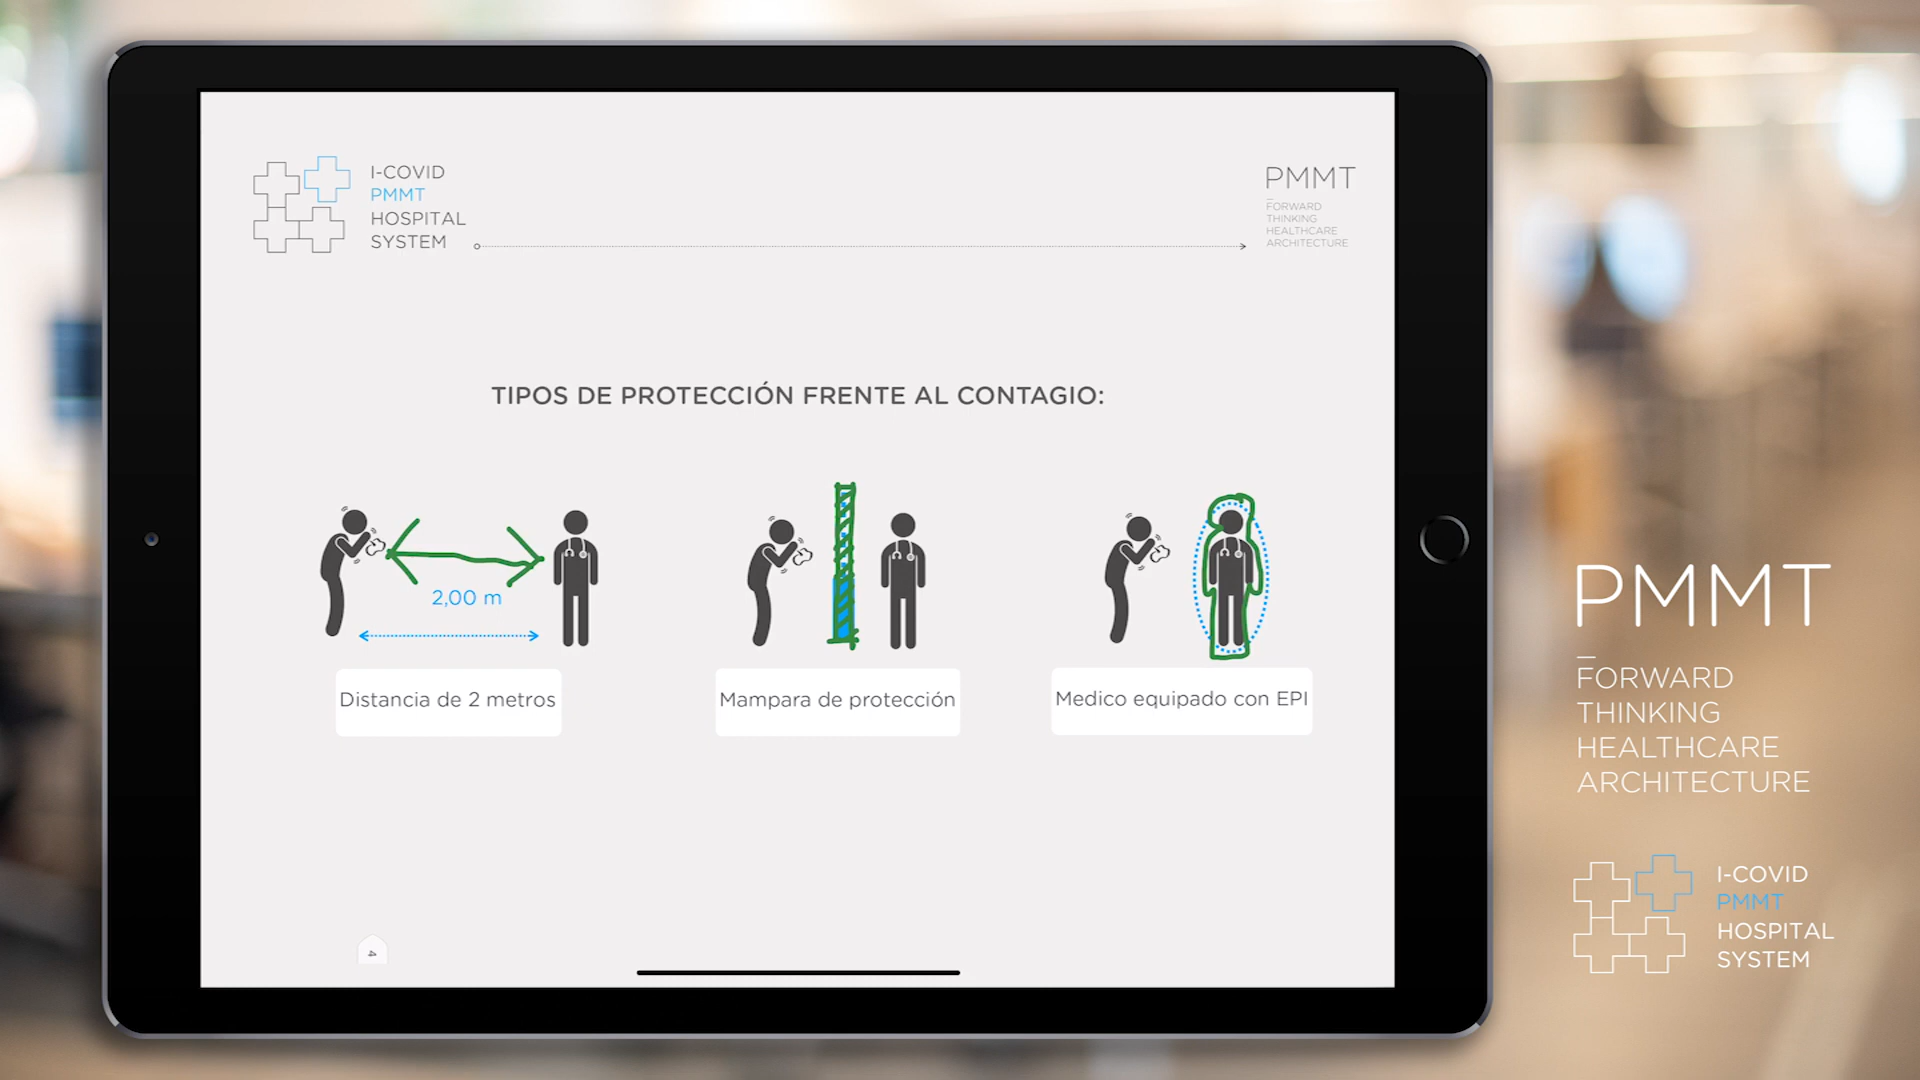 I-COVID
PMMT
HOSPITAL
SYSTEM
PMMT
FORWARD
THINKING
HEALTHCARE
ARCHITECTURE
TIPOS DE PROTECCIÓN FRENTE AL CONTAGIO:
2,00 m
Distancia de 2 metros
Mampara de protección
Medico equipado con EPI
4
PMMT
FORWARD
THINKING
HEALTHCARE
ARCHITECTURE
I-COVID
PMMT
HOSPITAL
SYSTEM